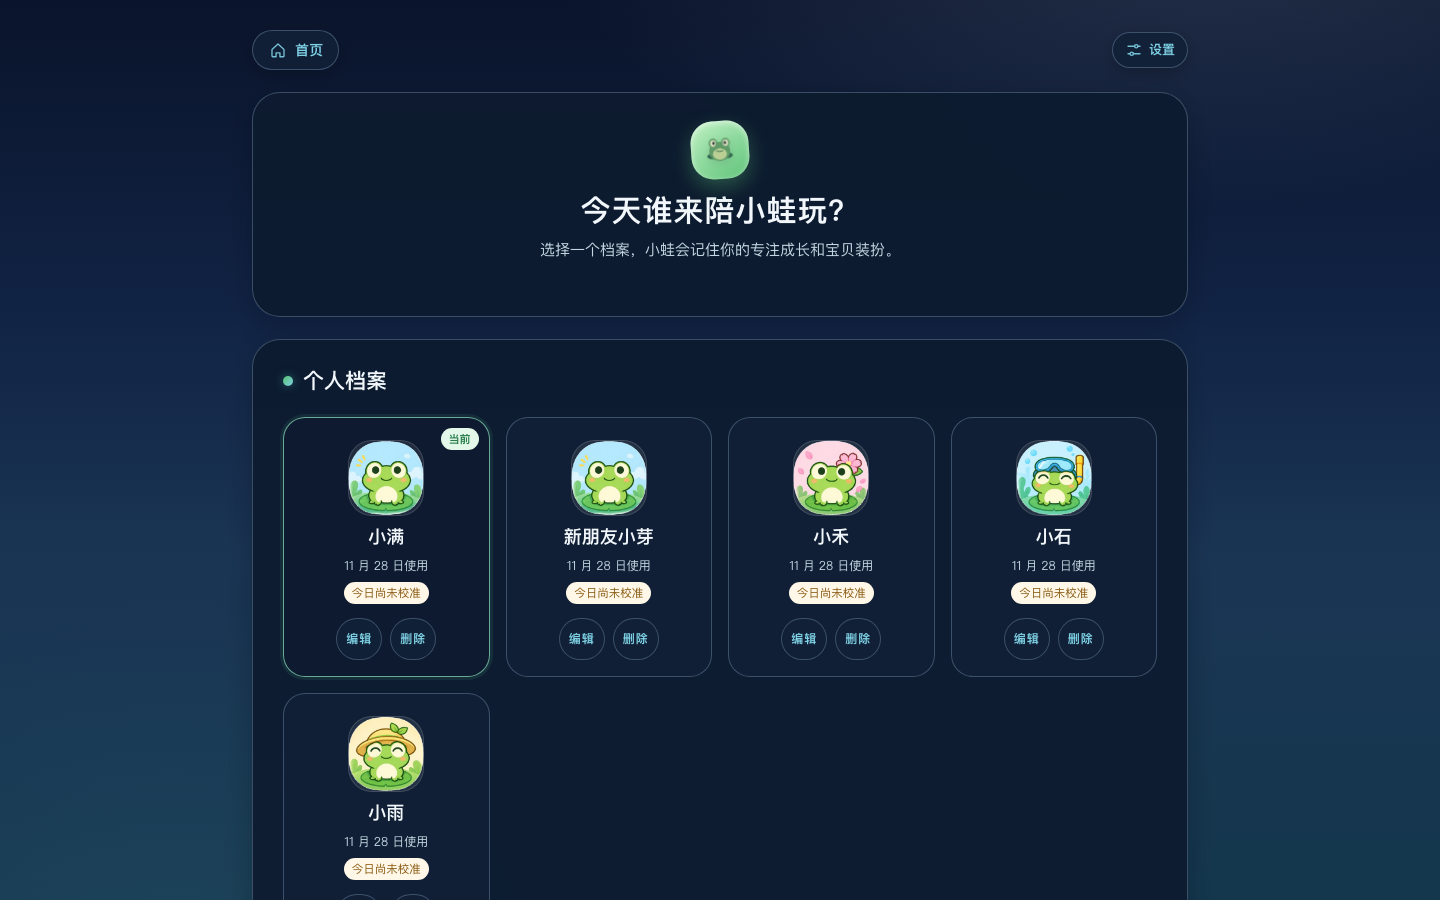 首页
设置
今天谁来陪小蛙玩?
选择一个档案，小蛙会记住你的专注成长和宝贝装扮。
个人档案
当前
小满
11 月 28 日使用
今日尚未校准
编辑
删除
新朋友小芽
11 月 28 日使用
今日尚未校准
编辑
删除
小禾
11 月 28 日使用
今日尚未校准
编辑
删除
小石
11 月 28 日使用
今日尚未校准
编辑
删除
小雨
11 月 28 日使用
今日尚未校准